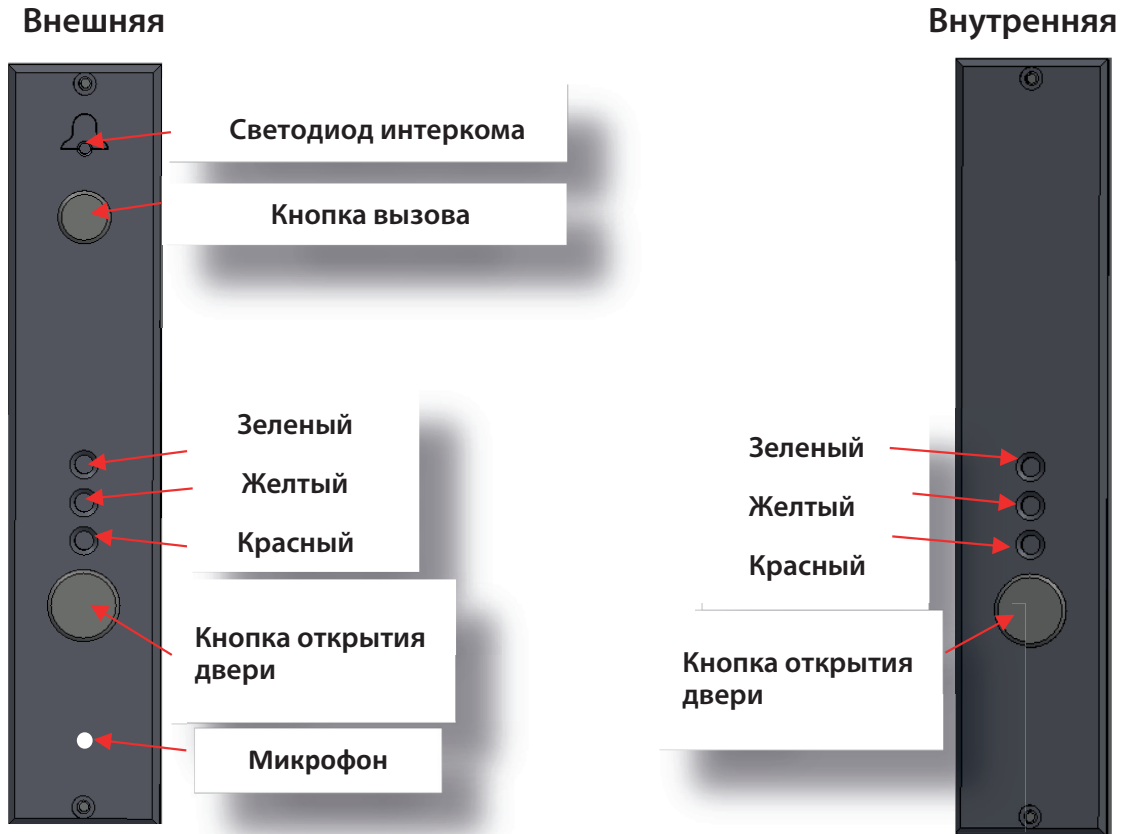 Внешняя
Внутренняя
Светодиод интеркома
Кнопка вызова
Зеленый
Желтый
Красный
Кнопка открытия
двери
Микрофон
Зеленый
Желтый
Красный
Кнопка открытия
двери